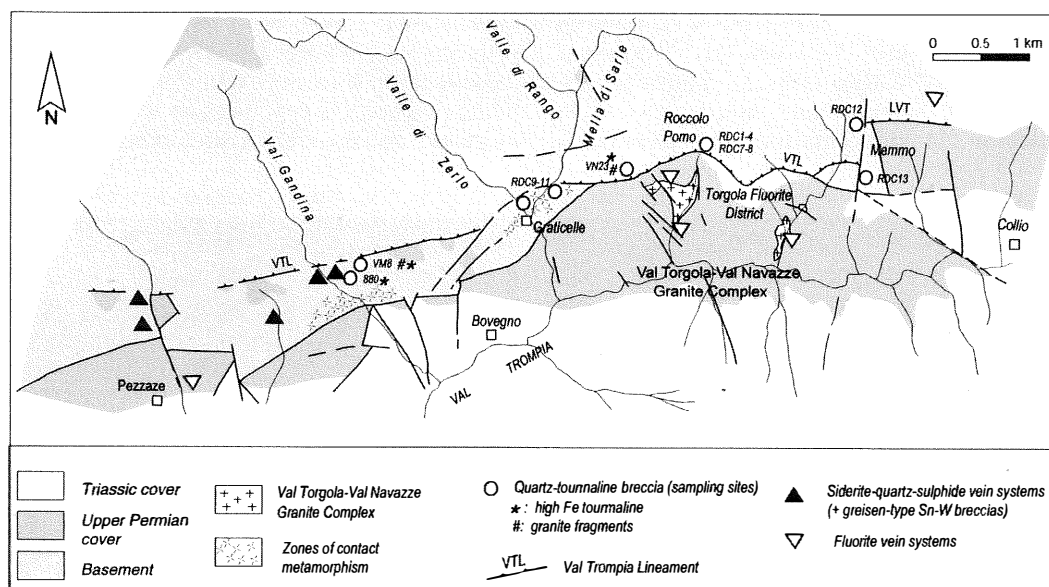 0 0.5 1 km
N
Val Gandina
Valle di Zerlo
Valle di Rango
Mella di Sarle
Roccolo
Pomo
RDC1-4
RDC7-8
RDC12
LVT
Memmo
RDC13
VTL
VN23
#
*
RDC9-11
Graticelle
Torgola Fluorite
District
Collio
VTL
VM8 #*
880 *
Val Torgola-Val Navazze
Granite Complex
Bovegno
VAL TROMPIA
Pezzaze
Triassic cover
Upper Permian
cover
Basement
Val Torgola-Val Navazze
Granite Complex
Zones of contact
metamorphism
Quartz-tournaline breccia (sampling sites)
* : high Fe tourmaline
#: granite fragments
VTL Val Trompia Lineament
Siderite-quartz-sulphide vein systems
(+ greisen-type Sn-W breccias)
Fluorite vein systems